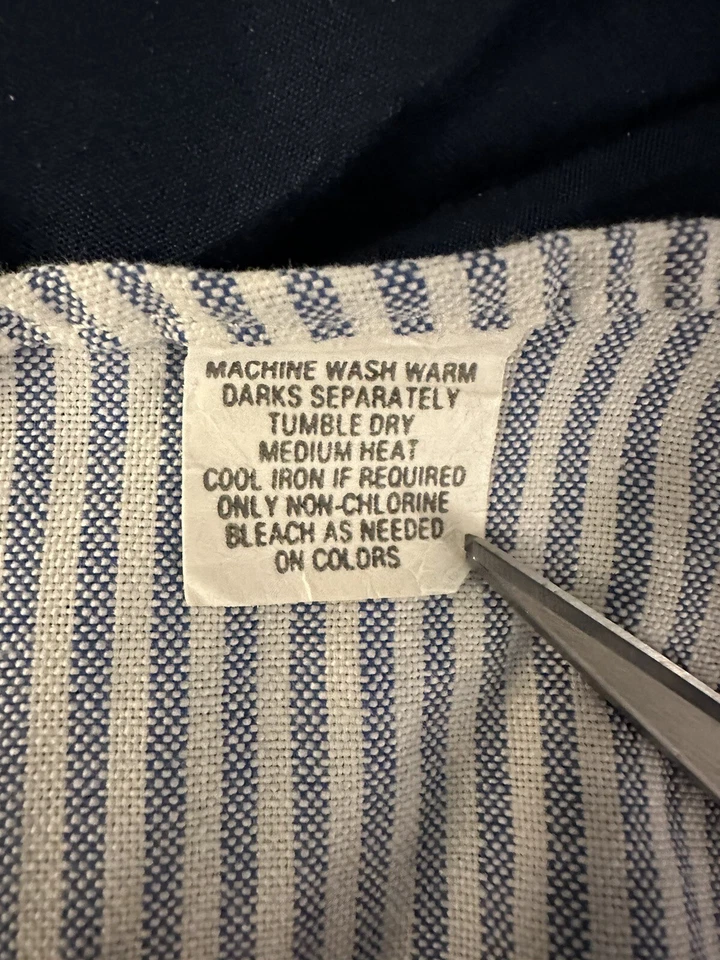 MACHINE WASH WARM
DARKS SEPARATELY
TUMBLE DRY
MEDIUM HEAT
COOL IRON IF REQUIRED
ONLY NON-CHLORINE
BLEACH AS NEEDED
ON COLORS